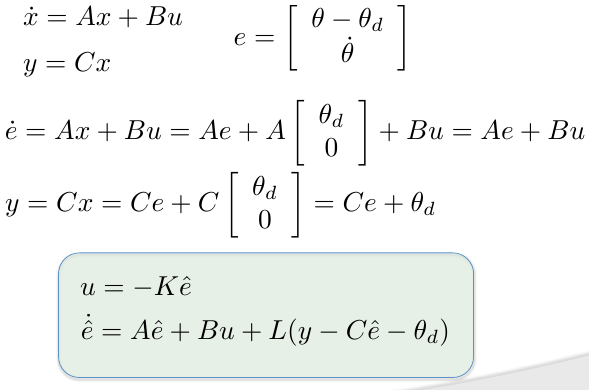 ẋ = Ax + Bu
y = Cx
e = [ θ − θ_d ; θ̇ ]
ė = Ax + Bu = Ae + A [ θ_d ; 0 ] + Bu = Ae + Bu
y = Cx = Ce + C [ θ_d ; 0 ] = Ce + θ_d
u = −Kê
ê̇ = Aê + Bu + L(y − Cê − θ_d)